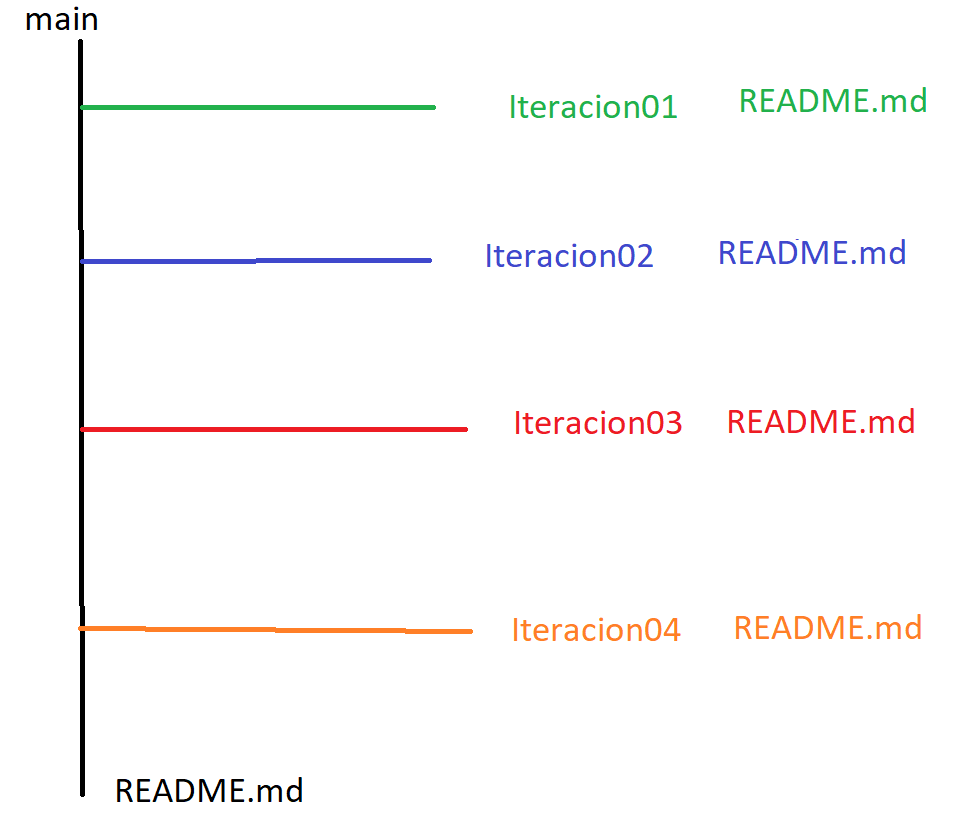 main
Iteracion01 README.md
Iteracion02 README.md
Iteracion03 README.md
Iteracion04 README.md
README.md